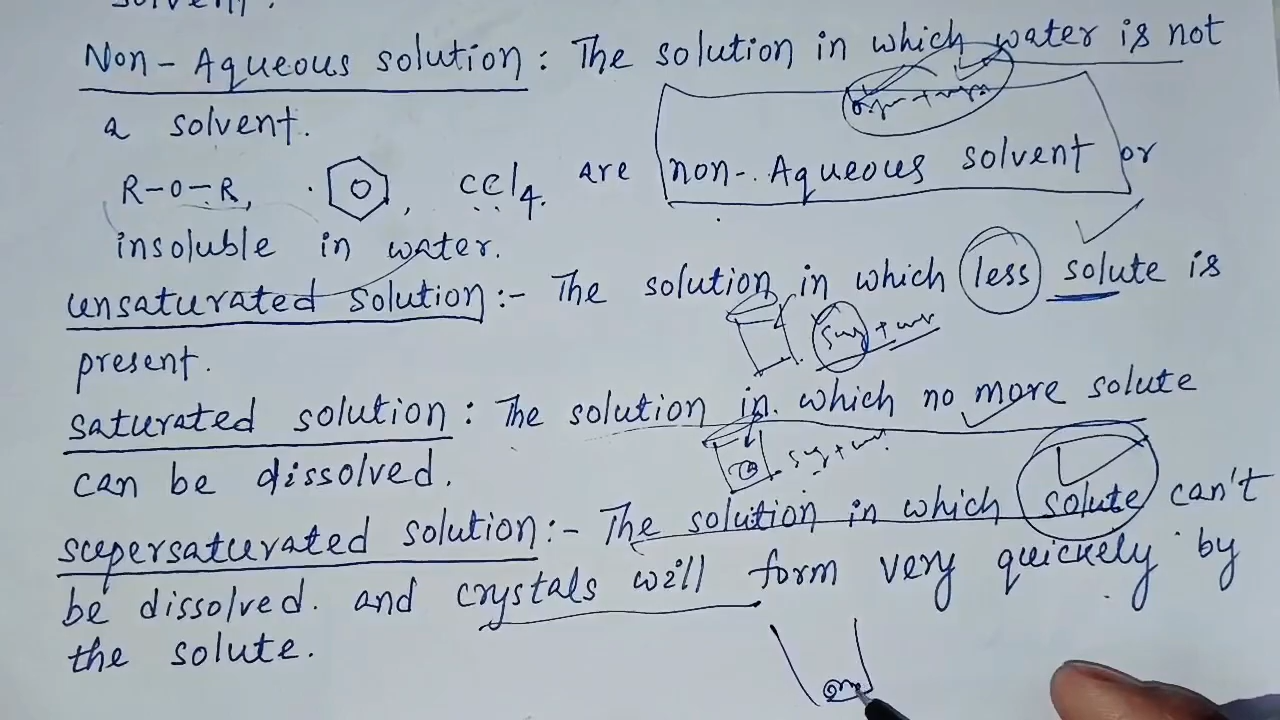 solvent.
Non-Aqueous solution : The solution in which water is not
a solvent.
R-O-R, , CCl4. are non-Aqueous solvent or
insoluble in water.
unsaturated solution :- The solution in which less solute is
present.
saturated solution : The solution in which no more solute
can be dissolved.
supersaturated solution :- The solution in which solute can't
be dissolved. and crystals will form very quickely by
the solute.